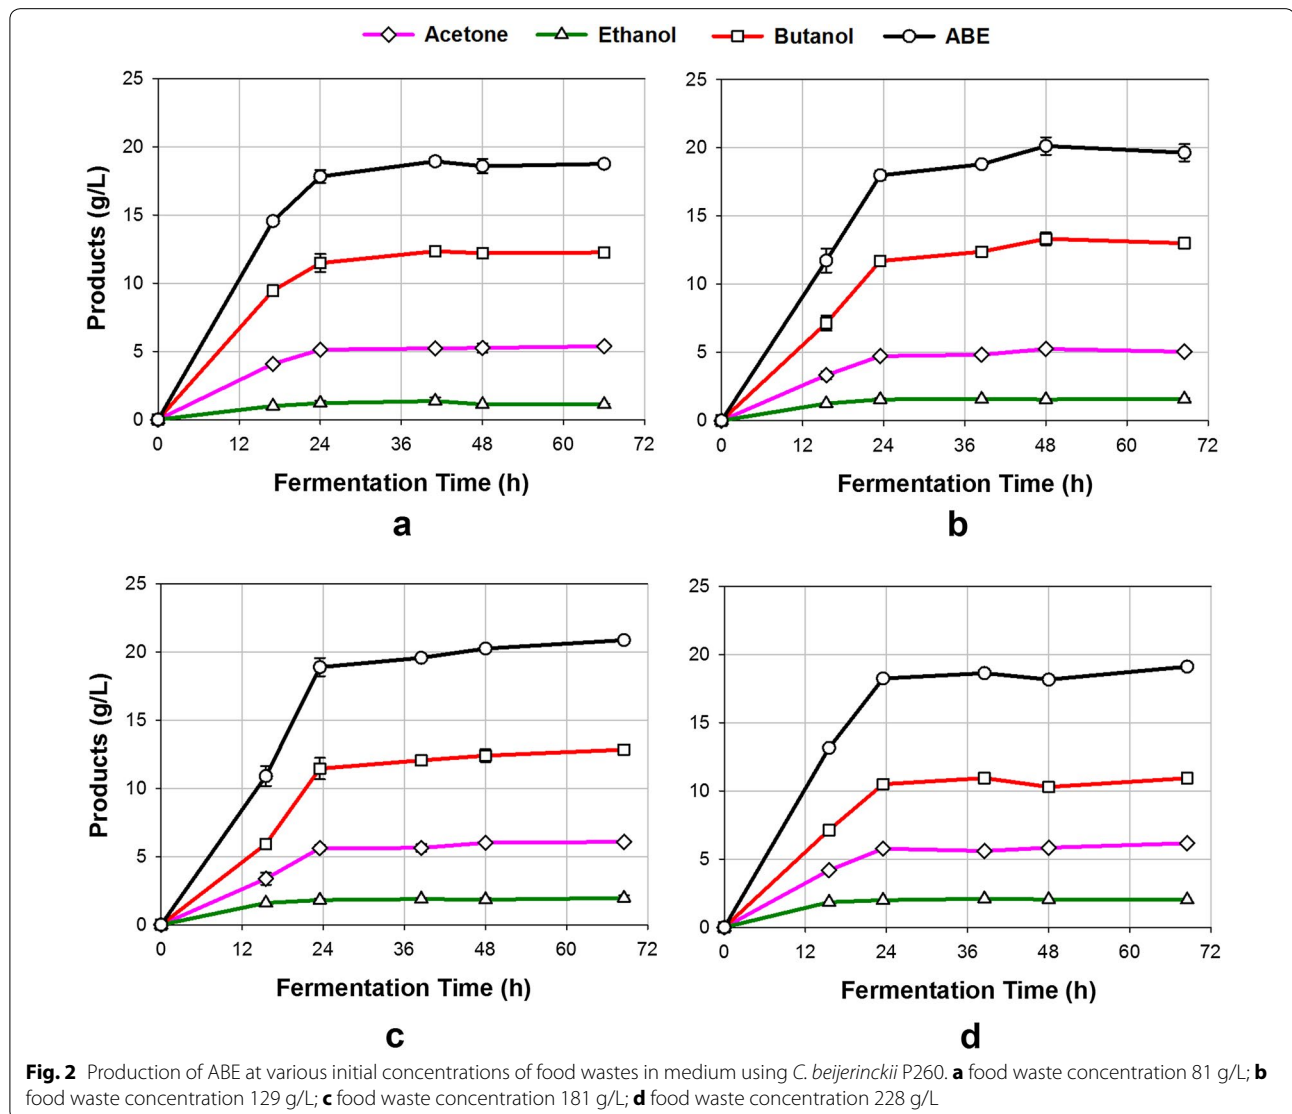 Acetone Ethanol Butanol ABE
25
20
15
10
5
0
Products (g/L)
0 12 24 36 48 60 72
Fermentation Time (h)
a
25
20
15
10
5
0
0 12 24 36 48 60 72
Fermentation Time (h)
b
25
20
15
10
5
0
Products (g/L)
0 12 24 36 48 60 72
Fermentation Time (h)
c
25
20
15
10
5
0
0 12 24 36 48 60 72
Fermentation Time (h)
d
Fig. 2 Production of ABE at various initial concentrations of food wastes in medium using C. beijerinckii P260. a food waste concentration 81 g/L; b
food waste concentration 129 g/L; c food waste concentration 181 g/L; d food waste concentration 228 g/L